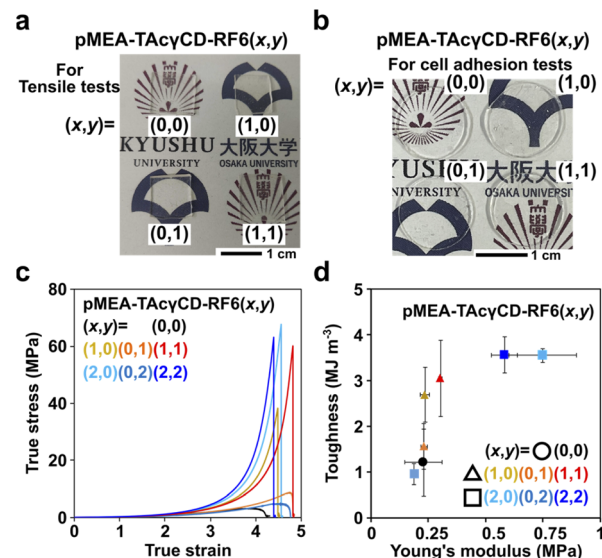 a
pMEA-TAcγCD-RF6(x,y)
For
Tensile tests
(x,y)=
(0,0)
(1,0)
KYUSHU
UNIVERSITY
大阪大学
OSAKA UNIVERSITY
(0,1)
(1,1)
1 cm
b
pMEA-TAcγCD-RF6(x,y)
For cell adhesion tests
(x,y)=
(0,0)
(1,0)
(0,1)
(1,1)
UNIVERSITY
OSAKA UNIVERSIT
1 cm
c
pMEA-TAcγCD-RF6(x,y)
(x,y)= (0,0)
(1,0)(0,1)(1,1)
(2,0)(0,2)(2,2)
True stress (MPa)
80
60
40
20
0
0 1 2 3 4 5
True strain
d
pMEA-TAcγCD-RF6(x,y)
(x,y)= (0,0)
(1,0)(0,1)(1,1)
(2,0)(0,2)(2,2)
Toughness (MJ m-3)
5
4
3
2
1
0
0 0.25 0.50 0.75 1.0
Young's modulus (MPa)